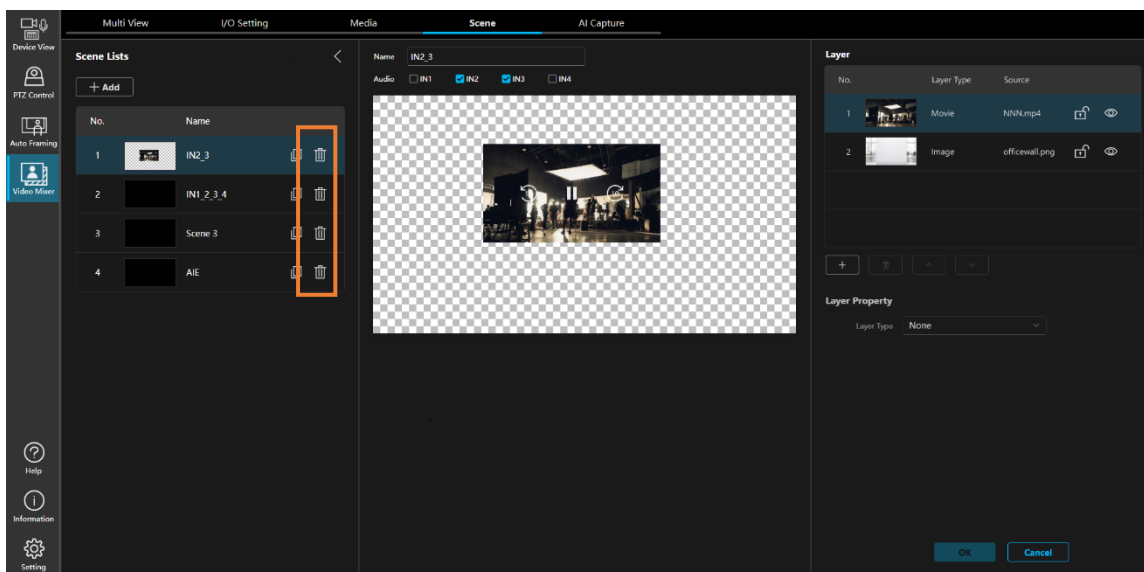 Multi View
I/O Setting
Media
Scene
AI Capture
Device View
PTZ Control
Auto Framing
Video Mixer
Help
Information
Setting
Scene Lists
+ Add
No. Name
1 IN2_3
2 IN1_2_3_4
3 Scene 3
4 AIE
Name IN2_3
Audio IN1 IN2 IN3 IN4
Layer
No. Layer Type Source
1 Movie NNN.mp4
2 Image officewall.png
Layer Property
Layer Type None
OK Cancel